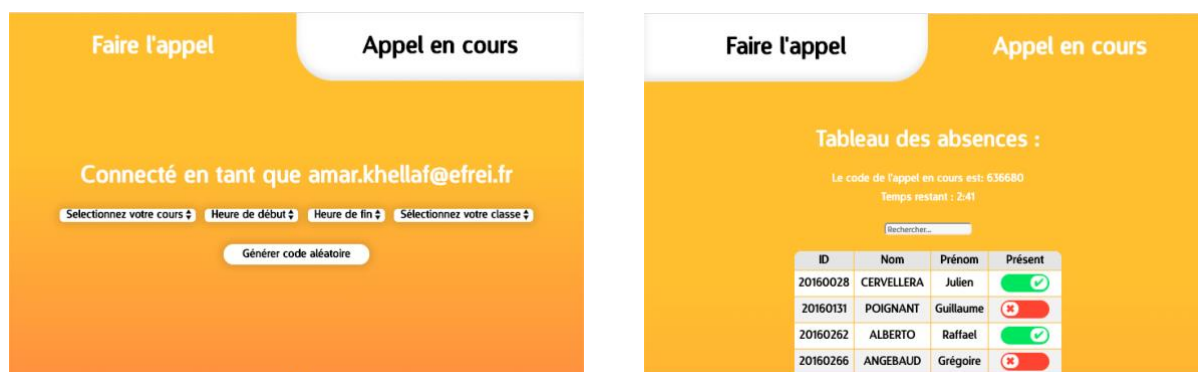 Faire l'appel
Appel en cours
Connecté en tant que amar.khellaf@efrei.fr
Selectionnez votre cours
Heure de début
Heure de fin
Sélectionnez votre classe
Générer code aléatoire
Faire l'appel
Appel en cours
Tableau des absences :
Le code de l'appel en cours est: 636680
Temps restant : 2:41
Rechercher...
ID Nom Prénom Présent
20160028 CERVELLERA Julien
20160131 POIGNANT Guillaume
20160262 ALBERTO Raffael
20160266 ANGEBAUD Grégoire